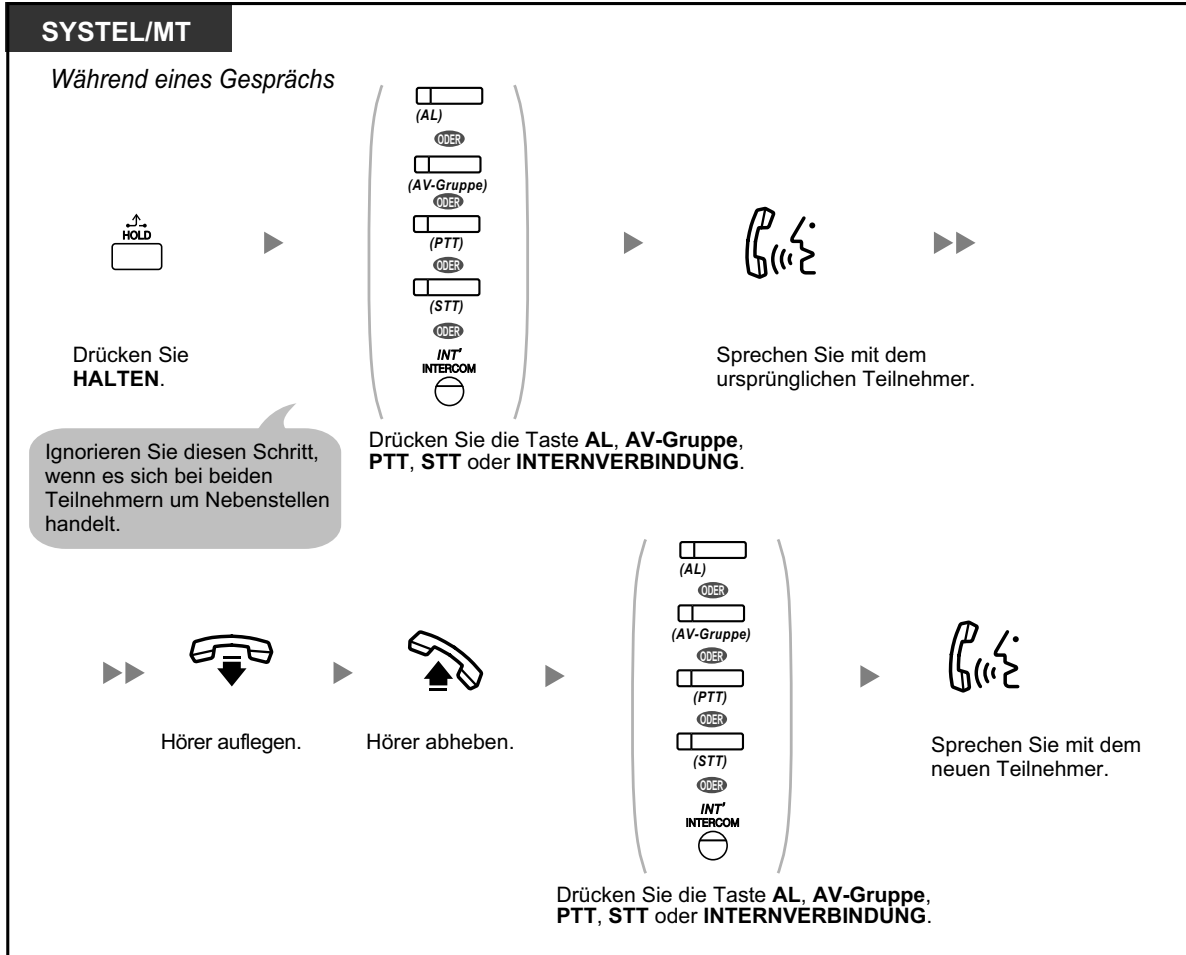 SYSTEL/MT
Während eines Gesprächs
(AL)
ODER
(AV-Gruppe)
ODER
(PTT)
ODER
(STT)
ODER
INT'
INTERCOM
HOLD
Drücken Sie
HALTEN.
Drücken Sie die Taste AL, AV-Gruppe,
PTT, STT oder INTERNVERBINDUNG.
Sprechen Sie mit dem
ursprünglichen Teilnehmer.
Ignorieren Sie diesen Schritt,
wenn es sich bei beiden
Teilnehmern um Nebenstellen
handelt.
Hörer auflegen.
Hörer abheben.
(AL)
ODER
(AV-Gruppe)
ODER
(PTT)
ODER
(STT)
ODER
INT'
INTERCOM
Drücken Sie die Taste AL, AV-Gruppe,
PTT, STT oder INTERNVERBINDUNG.
Sprechen Sie mit dem
neuen Teilnehmer.